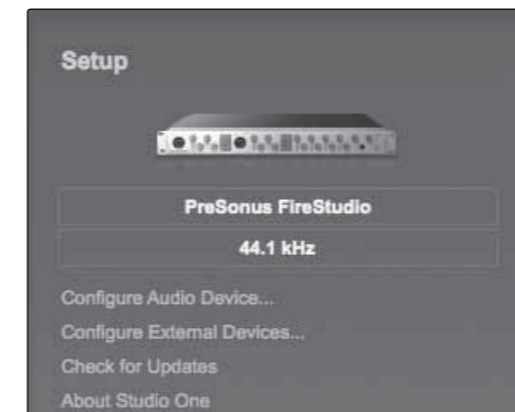 Setup
PreSonus FireStudio
44.1 kHz
Configure Audio Device...
Configure External Devices...
Check for Updates
About Studio One